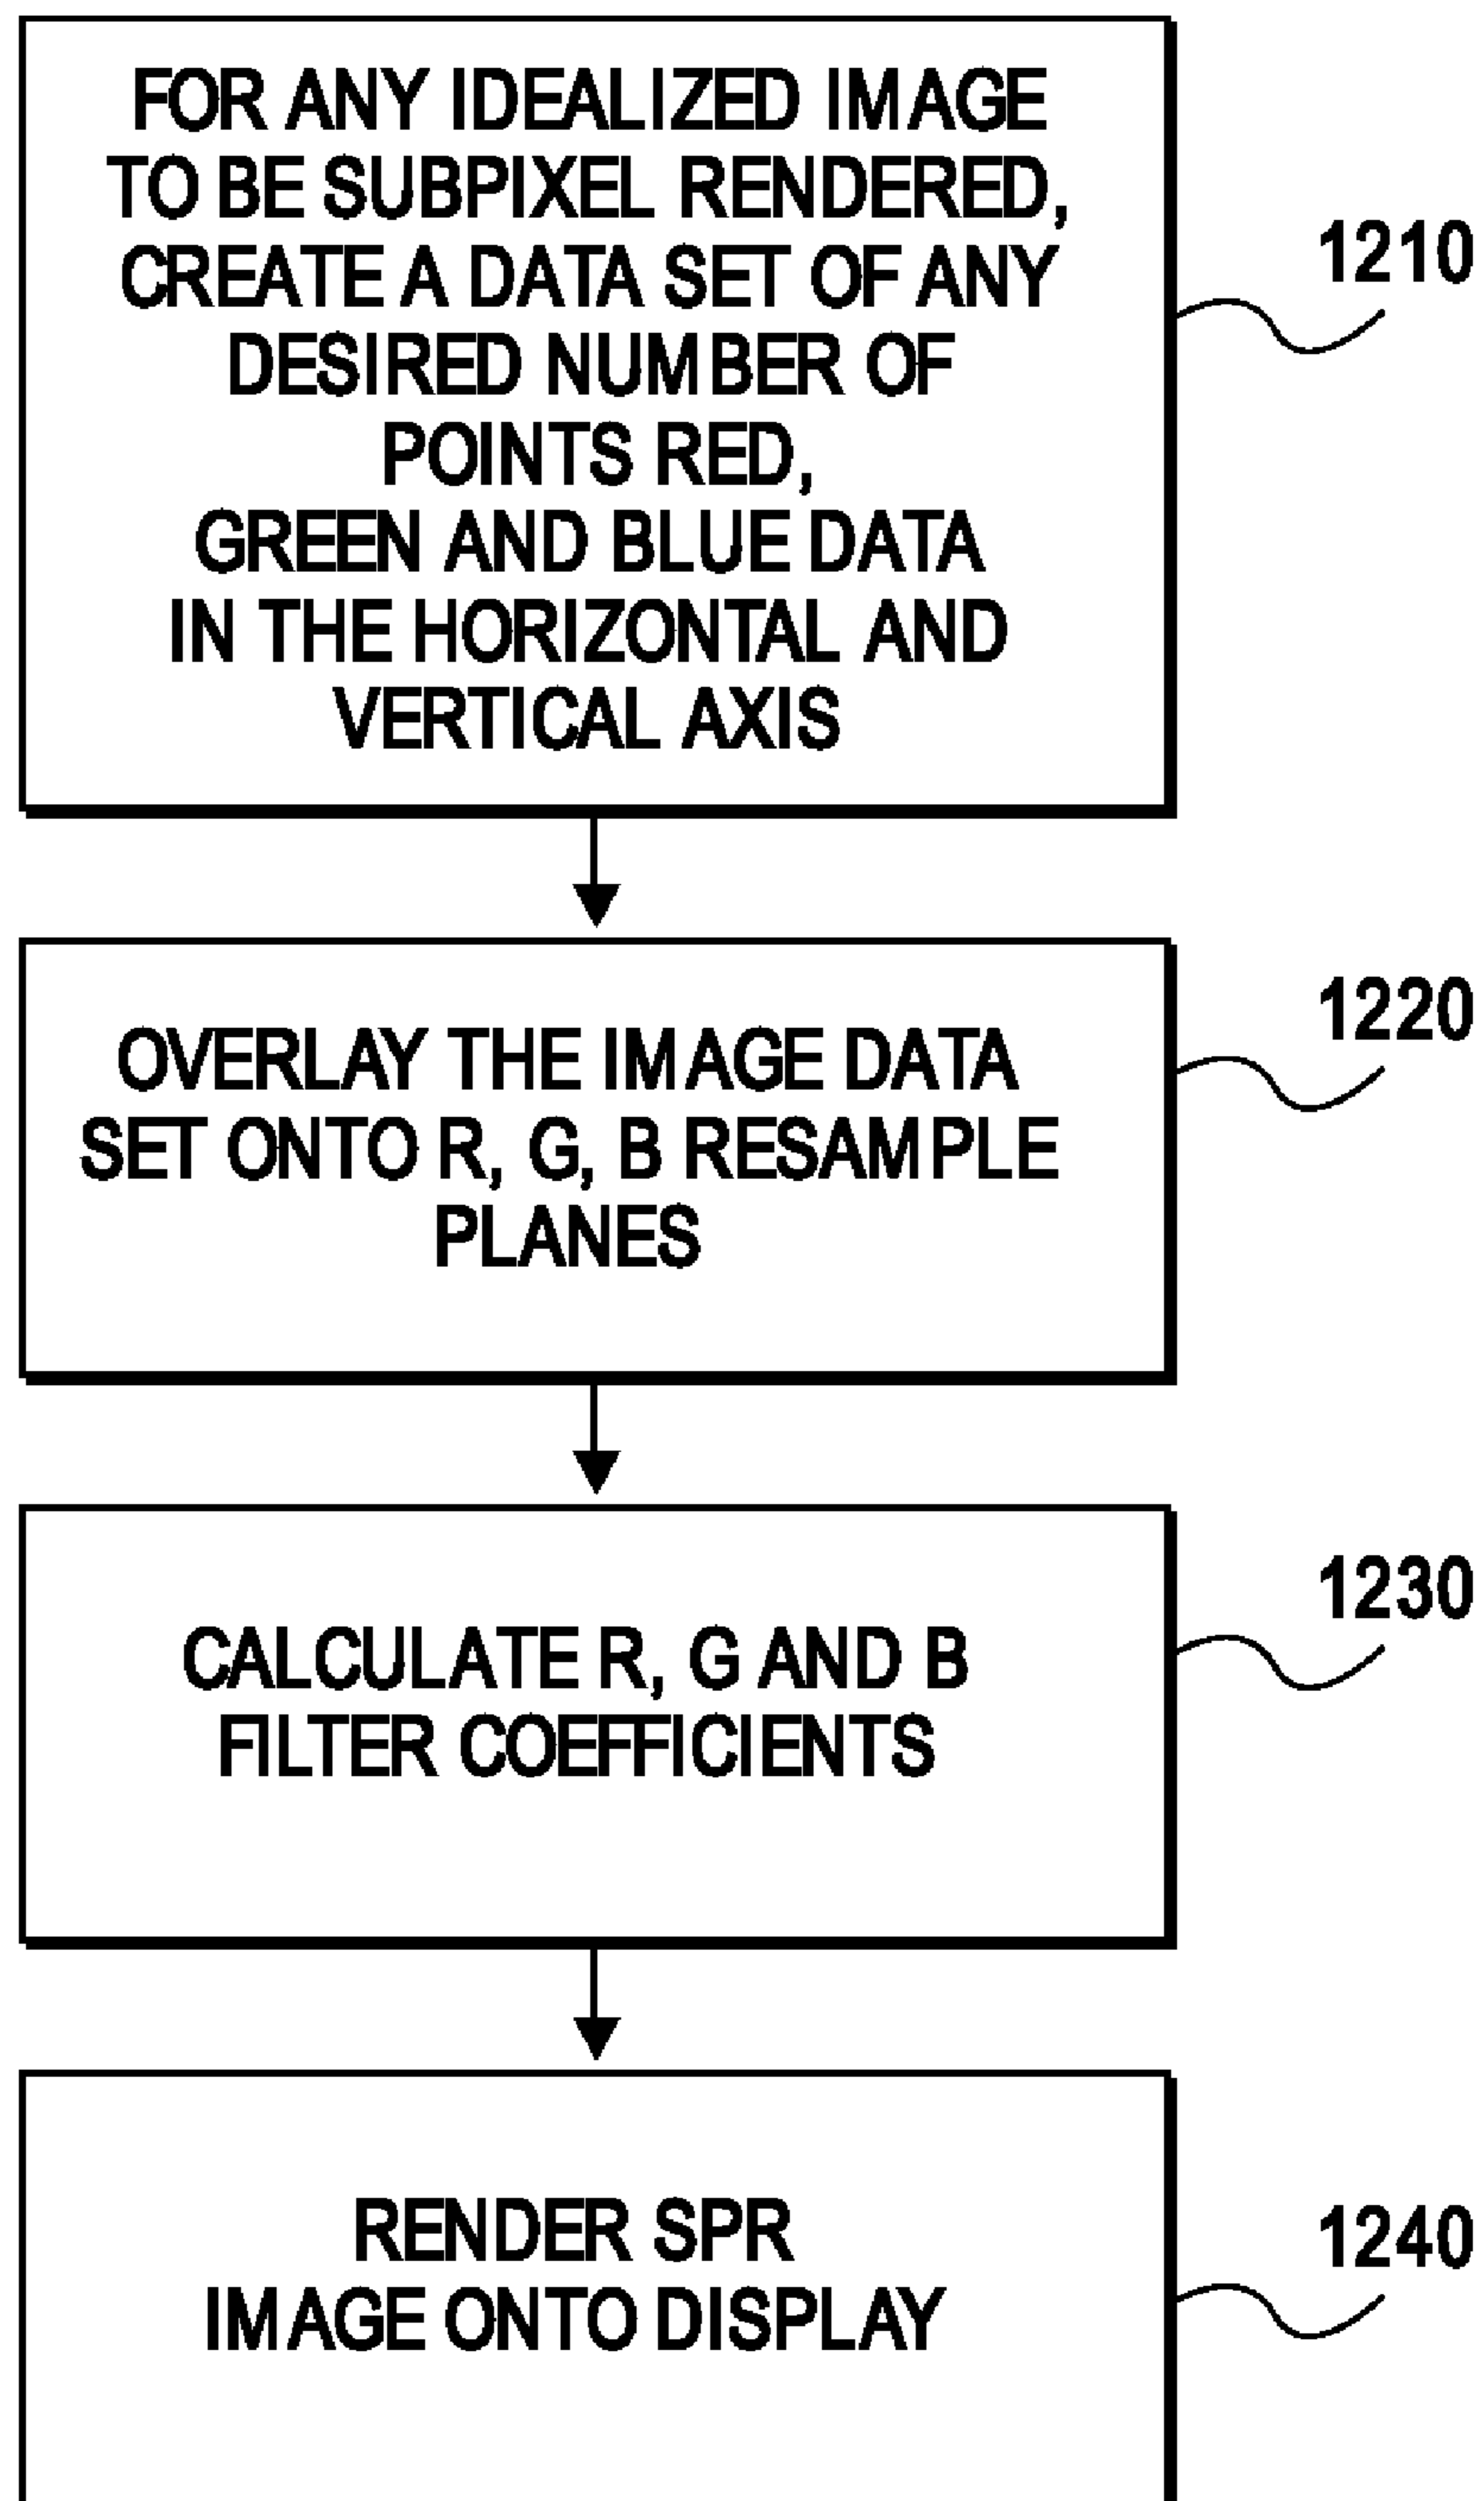 FOR ANY IDEALIZED IMAGE
TO BE SUBPIXEL RENDERED,
CREATE A DATA SET OF ANY
DESIRED NUMBER OF
POINTS RED,
GREEN AND BLUE DATA
IN THE HORIZONTAL AND
VERTICAL AXIS
1210
OVERLAY THE IMAGE DATA
SET ONTO R, G, B RESAMPLE
PLANES
1220
CALCULATE R, G AND B
FILTER COEFFICIENTS
1230
RENDER SPR
IMAGE ONTO DISPLAY
1240